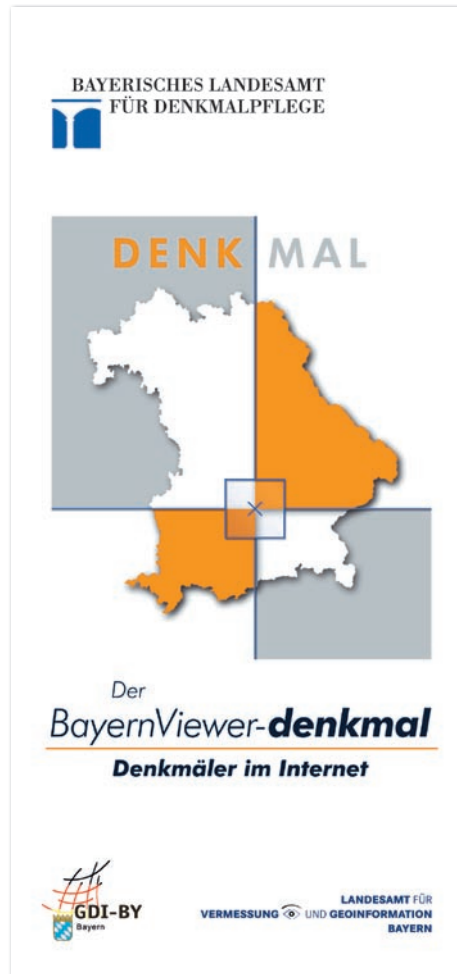 BAYERISCHES LANDESAMT
FÜR DENKMALPFLEGE
DENK MAL
Der
BayernViewer-denkmal
Denkmäler im Internet
GDI-BY
Bayern
LANDESAMT FÜR
VERMESSUNG UND GEOINFORMATION
BAYERN